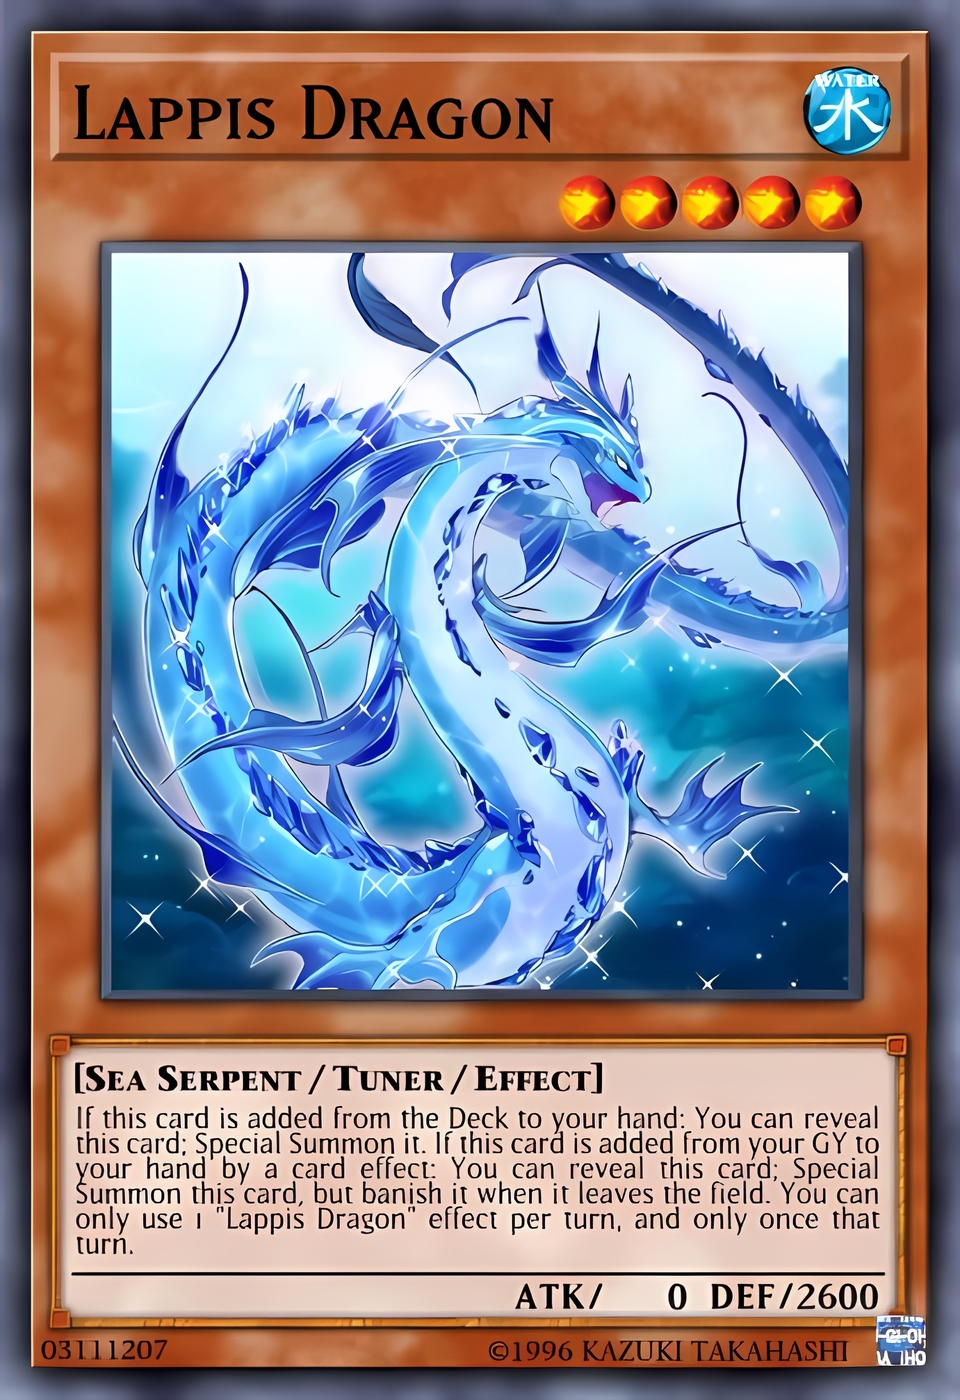 Lappis Dragon
WATER
水
[Sea Serpent / Tuner / Effect]
If this card is added from the Deck to your hand: You can reveal
this card; Special Summon it. If this card is added from your GY to
your hand by a card effect: You can reveal this card; Special
Summon this card, but banish it when it leaves the field. You can
only use 1 "Lappis Dragon" effect per turn, and only once that
turn.
ATK/ 0 DEF/2600
03111207
©1996 KAZUKI TAKAHASHI